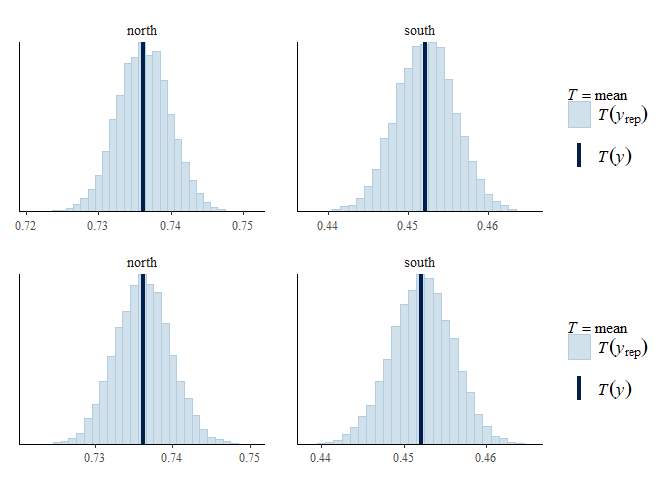 north
south
0.72 0.73 0.74 0.75
0.44 0.45 0.46
T = mean
T(yrep)
T(y)
north
south
0.73 0.74 0.75
0.44 0.45 0.46
T = mean
T(yrep)
T(y)